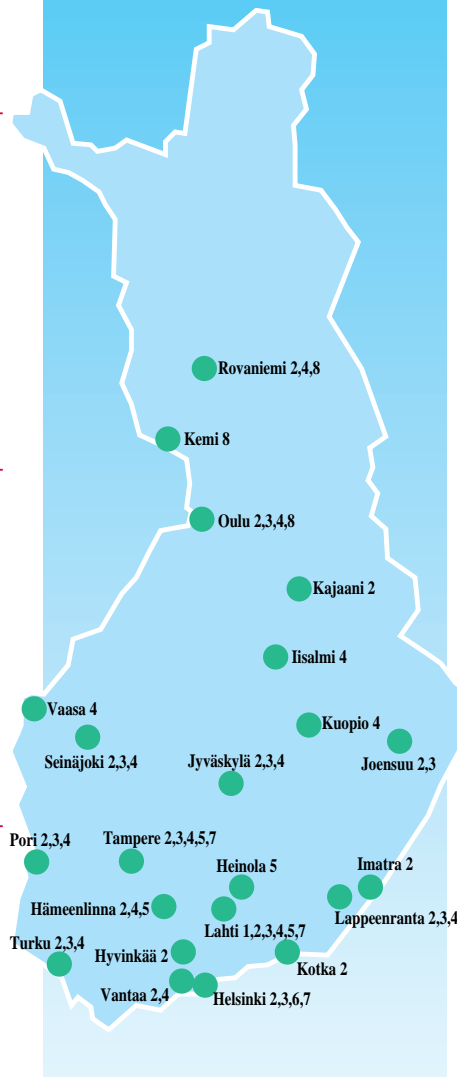 Rovaniemi 2,4,8
Kemi 8
Oulu 2,3,4,8
Kajaani 2
Iisalmi 4
Vaasa 4
Kuopio 4
Seinäjoki 2,3,4
Jyväskylä 2,3,4
Joensuu 2,3
Pori 2,3,4
Tampere 2,3,4,5,7
Heinola 5
Imatra 2
Hämeenlinna 2,4,5
Lahti 1,2,3,4,5,7
Lappeenranta 2,3,4
Turku 2,3,4
Hyvinkää 2
Kotka 2
Vantaa 2,4
Helsinki 2,3,6,7